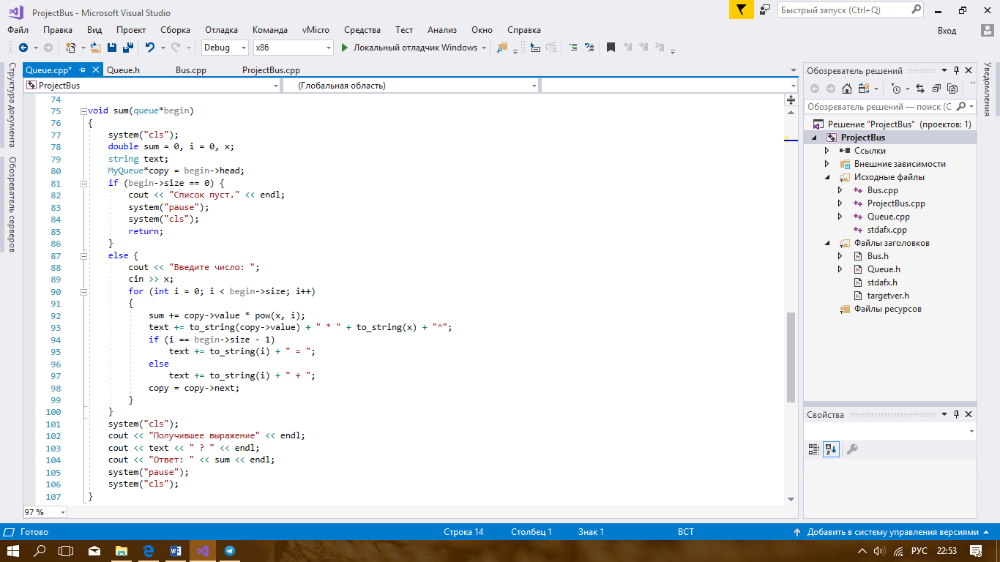 ProjectBus - Microsoft Visual Studio
Быстрый запуск (Ctrl+Q)
Файл Правка Вид Проект Сборка Отладка Команда vMicro Средства Тест Анализ Окно Справка
Вход
Debug x86 Локальный отладчик Windows
Структура документа
Обозреватель серверов
Queue.cpp* Queue.h Bus.cpp ProjectBus.cpp
ProjectBus (Глобальная область)
74
75 void sum(queue*begin)
76 {
77 system("cls");
78 double sum = 0, i = 0, x;
79 string text;
80 MyQueue*copy = begin->head;
81 if (begin->size == 0) {
82 cout << "Список пуст." << endl;
83 system("pause");
84 system("cls");
85 return;
86 }
87 else {
88 cout << "Введите число: ";
89 cin >> x;
90 for (int i = 0; i < begin->size; i++)
91 {
92 sum += copy->value * pow(x, i);
93 text += to_string(copy->value) + " * " + to_string(x) + "^";
94 if (i == begin->size - 1)
95 text += to_string(i) + " = ";
96 else
97 text += to_string(i) + " + ";
98 copy = copy->next;
99 }
100 }
101 system("cls");
102 cout << "Получившее выражение" << endl;
103 cout << text << " ? " << endl;
104 cout << "Ответ: " << sum << endl;
105 system("pause");
106 system("cls");
107 }
97 %
Обозреватель решений
Обозреватель решений — поиск (C
Решение "ProjectBus" (проектов: 1)
ProjectBus
Ссылки
Внешние зависимости
Исходные файлы
Bus.cpp
ProjectBus.cpp
Queue.cpp
stdafx.cpp
Файлы заголовков
Bus.h
Queue.h
stdafx.h
targetver.h
Файлы ресурсов
Свойства
Уведомления
Готово Строка 14 Столбец 1 Знак 1 ВСТ Добавить в систему управления версиями
РУС 22:53